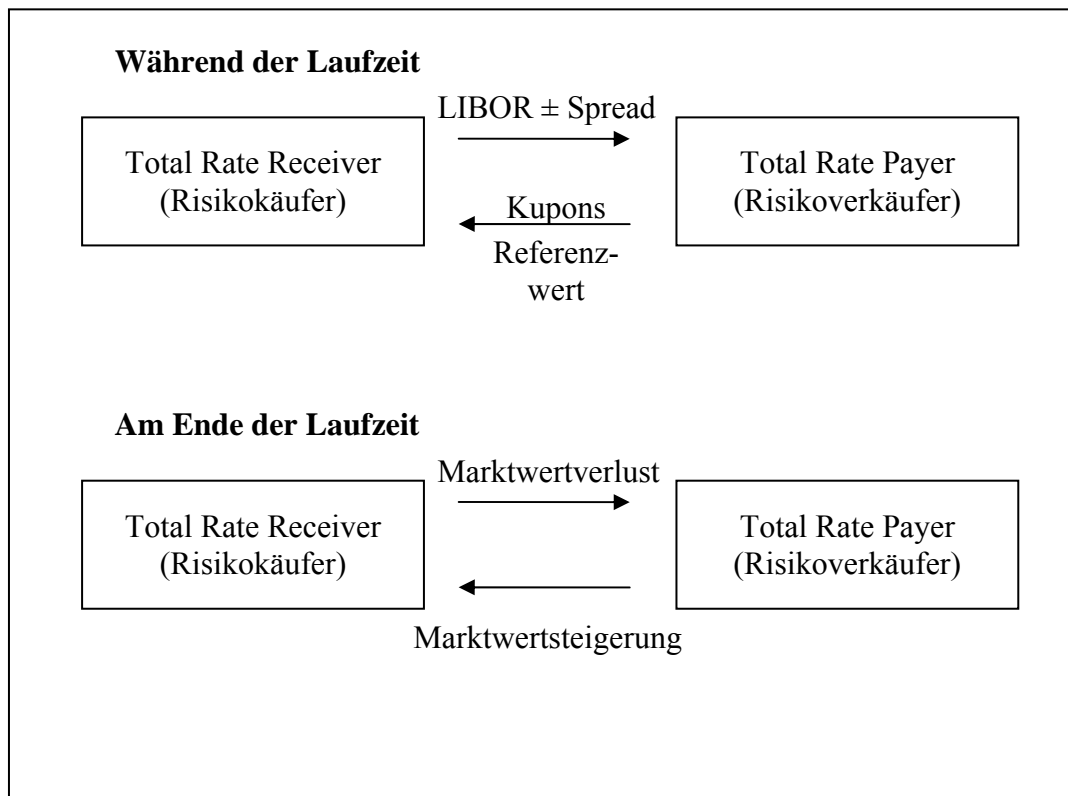 Während der Laufzeit
LIBOR ± Spread
Total Rate Receiver
(Risikokäufer)
Total Rate Payer
(Risikoverkäufer)
Kupons
Referenz-
wert
Am Ende der Laufzeit
Marktwertverlust
Total Rate Receiver
(Risikokäufer)
Total Rate Payer
(Risikoverkäufer)
Marktwertsteigerung